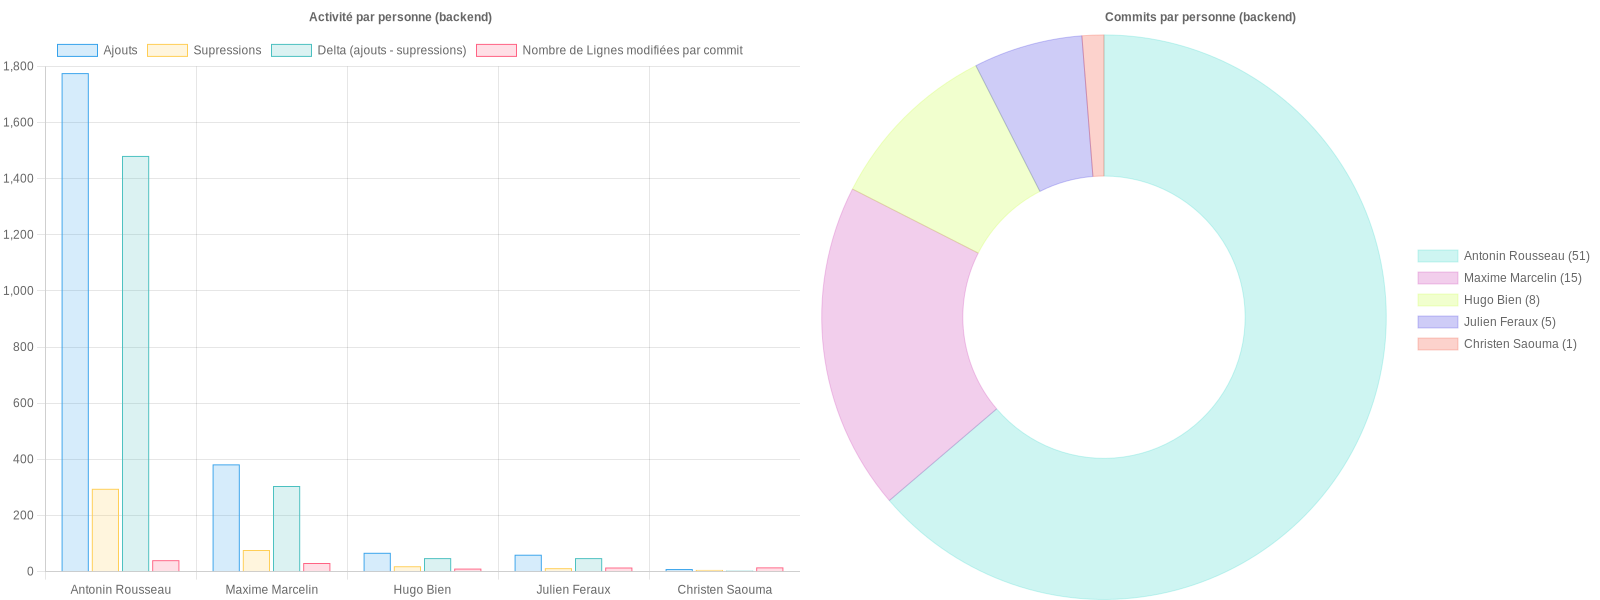 Activité par personne (backend)
Ajouts
Supressions
Delta (ajouts - supressions)
Nombre de Lignes modifiées par commit
1,800
1,600
1,400
1,200
1,000
800
600
400
200
0
Antonin Rousseau
Maxime Marcelin
Hugo Bien
Julien Feraux
Christen Saouma
Commits par personne (backend)
Antonin Rousseau (51)
Maxime Marcelin (15)
Hugo Bien (8)
Julien Feraux (5)
Christen Saouma (1)